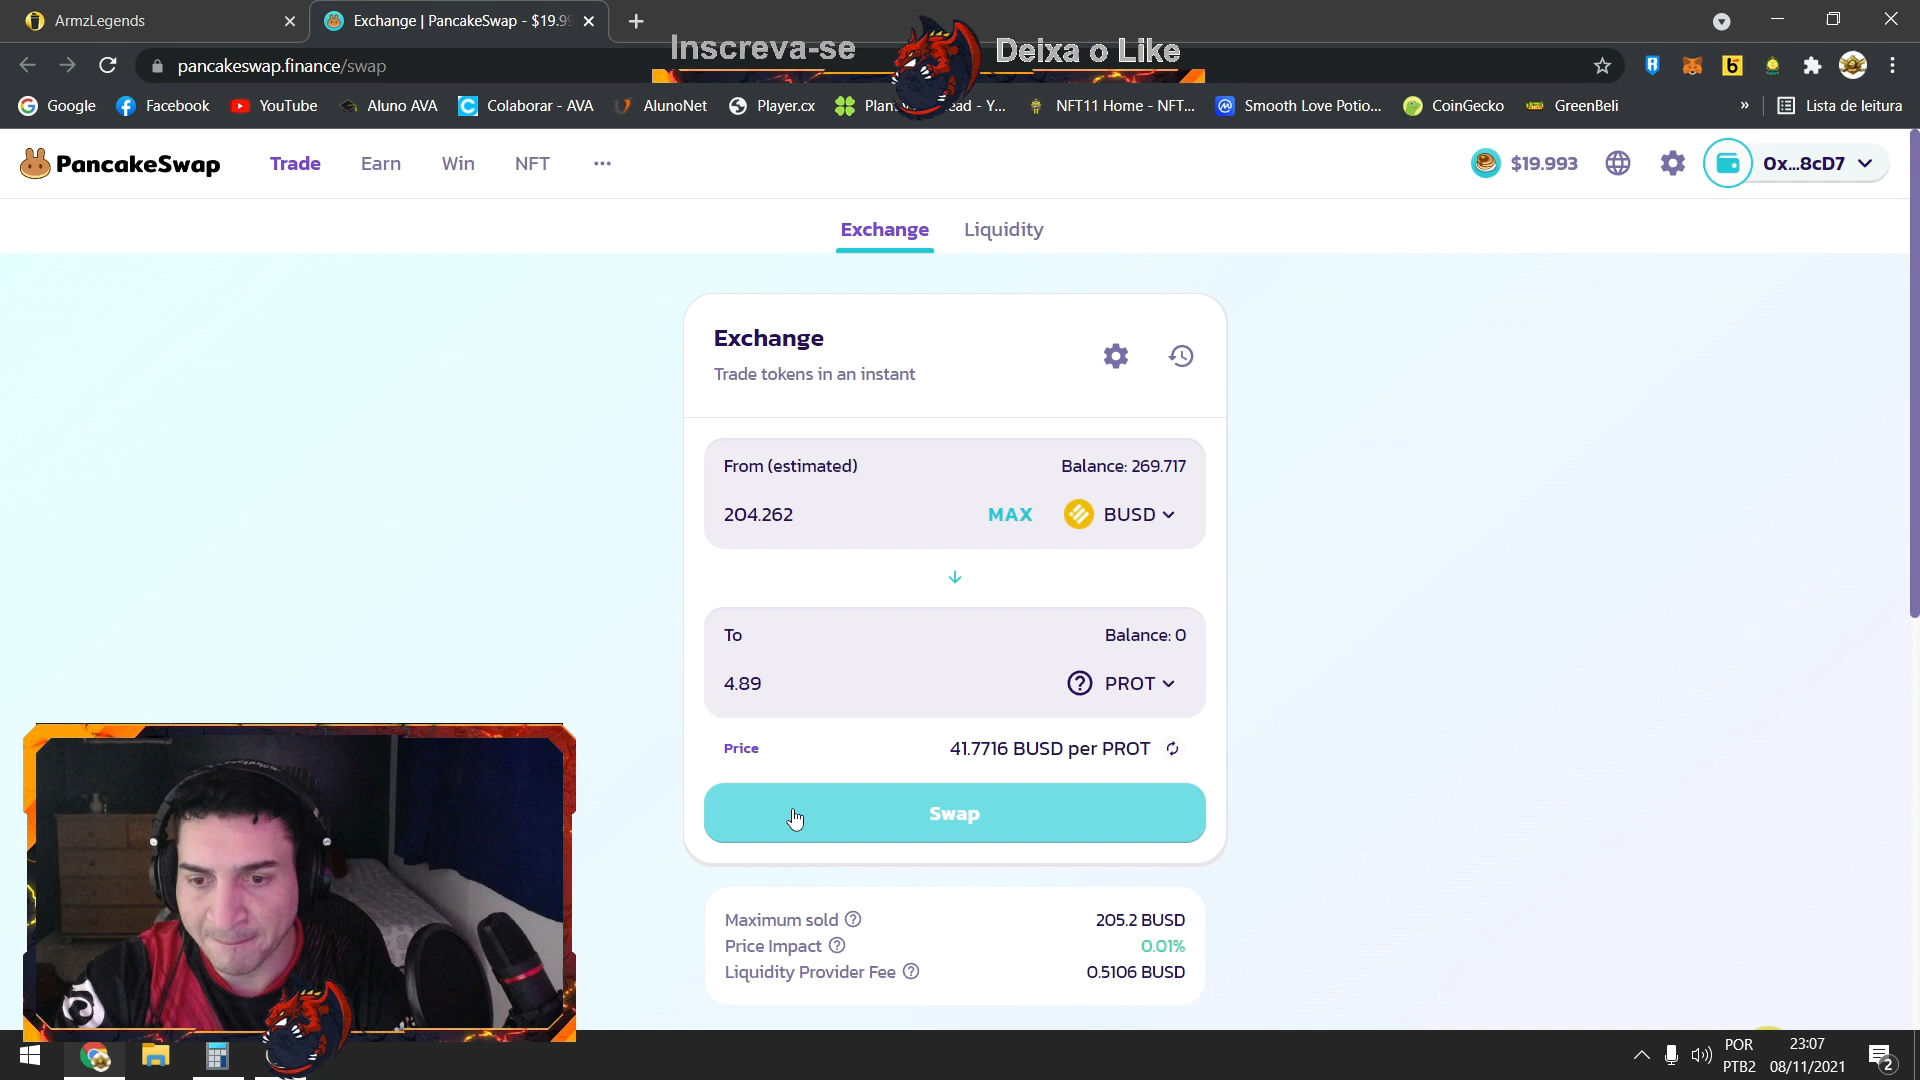 ArmzLegends
Exchange | PancakeSwap - $19.99
Inscreva-se
Deixa o Like
pancakeswap.finance/swap
Google
Facebook
YouTube
Aluno AVA
Colaborar - AVA
AlunoNet
Player.cx
NFT11 Home - NFT...
Smooth Love Potio...
CoinGecko
GreenBeli
»
Lista de leitura
PancakeSwap
Trade
Earn
Win
NFT
$19.993
0x...8cD7
Exchange
Liquidity
Exchange
Trade tokens in an instant
From (estimated)
Balance: 269.717
204.262
MAX
BUSD
To
Balance: 0
4.89
PROT
Price
41.7716 BUSD per PROT
Swap
Maximum sold
205.2 BUSD
Price Impact
0.01%
Liquidity Provider Fee
0.5106 BUSD
POR
PTB2
23:07
08/11/2021
2